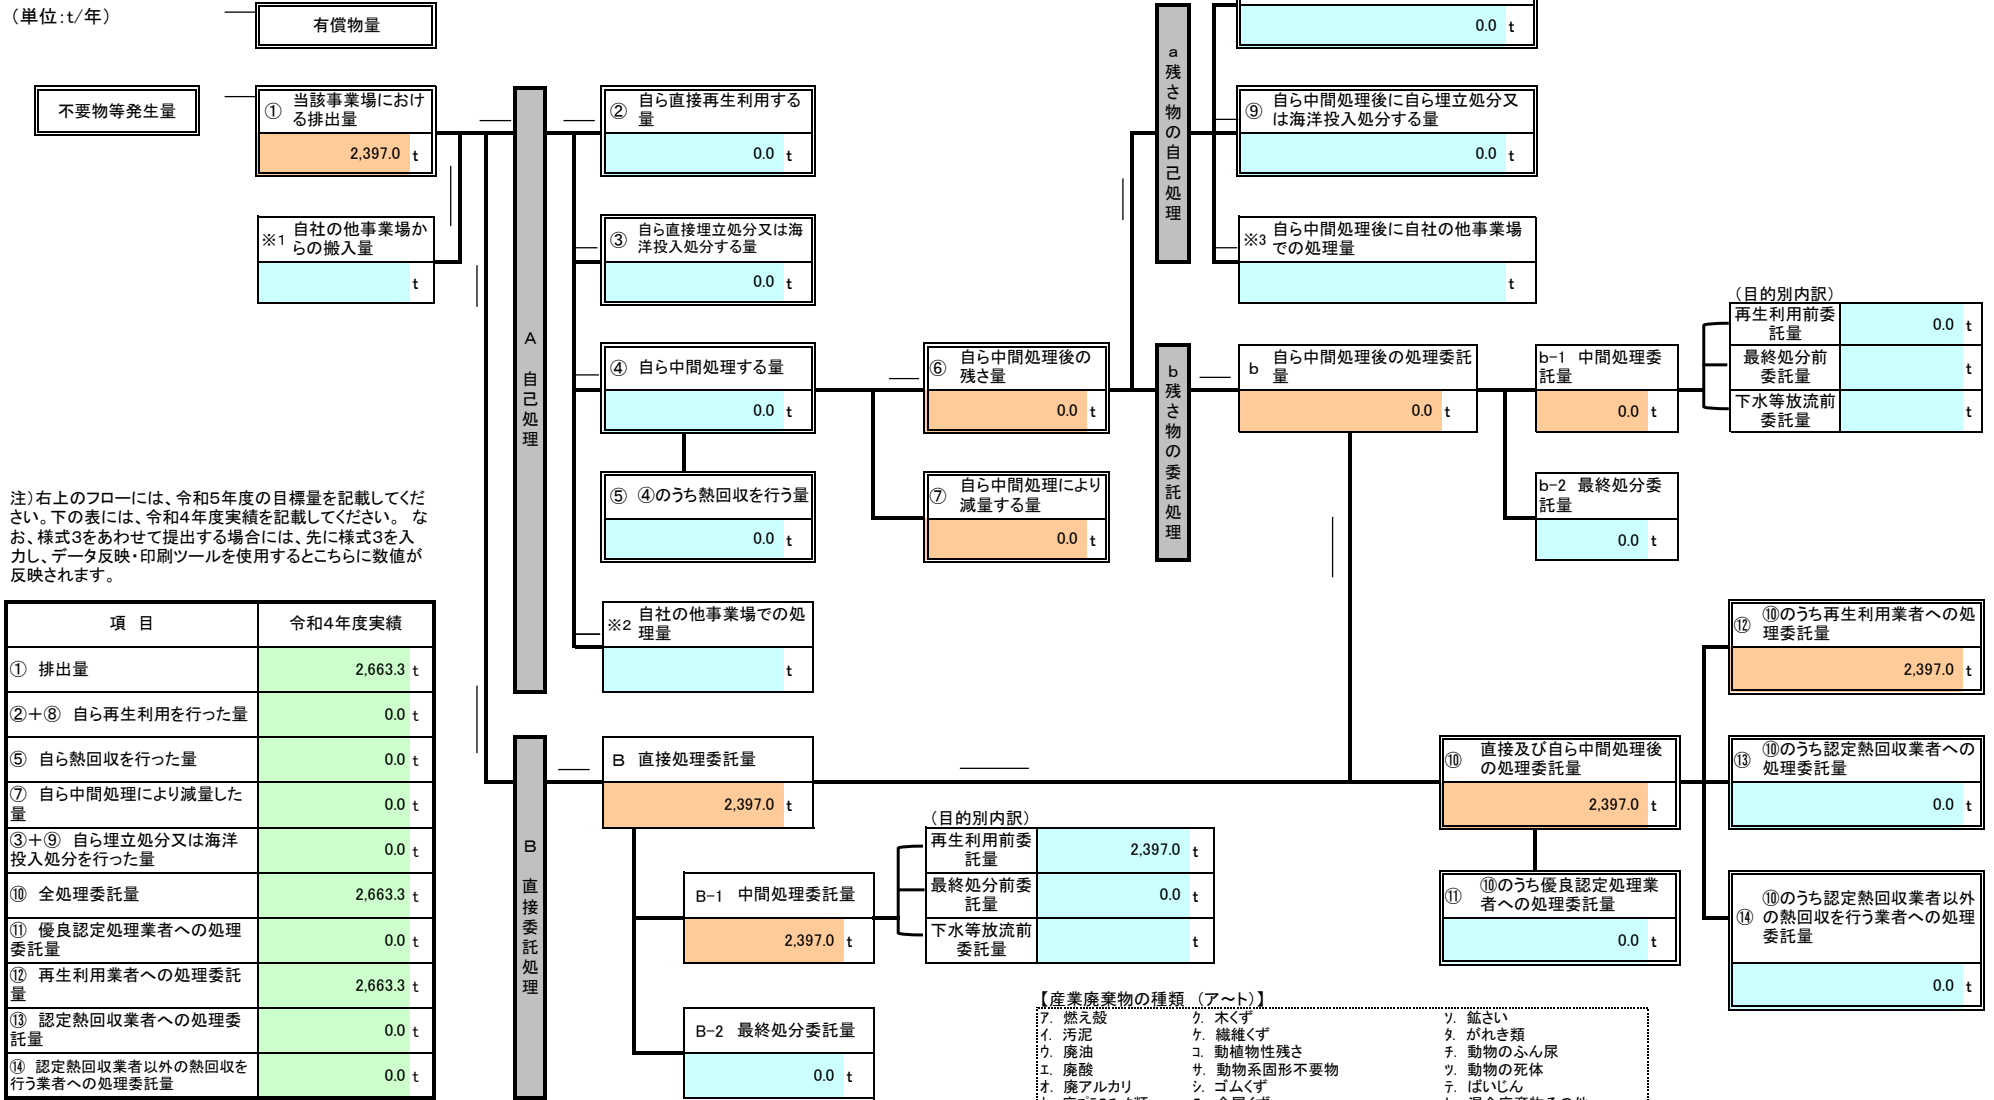 （単位:t/年）
有償物量
不要物等発生量
① 当該事業場におけ
る排出量
2,397.0 t
※1 自社の他事業場か
らの搬入量
t
A 自己処理
② 自ら直接再生利用する
量
0.0 t
③ 自ら直接埋立処分又は海
洋投入処分する量
0.0 t
④ 自ら中間処理する量
0.0 t
⑤ ④のうち熱回収を行う量
0.0 t
※2 自社の他事業場での処
理量
t
⑥ 自ら中間処理後の
残さ量
0.0 t
⑦ 自ら中間処理により
減量する量
0.0 t
a 残さ物の自己処理
0.0 t
⑨ 自ら中間処理後に自ら埋立処分又
は海洋投入処分する量
0.0 t
※3 自ら中間処理後に自社の他事業場
での処理量
t
b 残さ物の委託処理
b 自ら中間処理後の処理委託
量
0.0 t
b-1 中間処理委
託量
0.0 t
b-2 最終処分委
託量
0.0 t
（目的別内訳）
再生利用前委
託量
0.0 t
最終処分前
委託量
t
下水等放流前
委託量
t
注）右上のフローには、令和5年度の目標量を記載してくだ
さい。下の表には、令和4年度実績を記載してください。 な
お、様式3をあわせて提出する場合には、先に様式3を入
力し、データ反映・印刷ツールを使用するとこちらに数値が
反映されます。
項 目 令和4年度実績
① 排出量 2,663.3 t
②＋⑧ 自ら再生利用を行った量 0.0 t
⑤ 自ら熱回収を行った量 0.0 t
⑦ 自ら中間処理により減量した
量 0.0 t
③＋⑨ 自ら埋立処分又は海洋
投入処分を行った量 0.0 t
⑩ 全処理委託量 2,663.3 t
⑪ 優良認定処理業者への処理
委託量 0.0 t
⑫ 再生利用業者への処理委託
量 2,663.3 t
⑬ 認定熱回収業者への処理委
託量 0.0 t
⑭ 認定熱回収業者以外の熱回収を
行う業者への処理委託量 0.0 t
B 直接委託処理
B 直接処理委託量
2,397.0 t
B-1 中間処理委託量
2,397.0 t
B-2 最終処分委託量
0.0 t
（目的別内訳）
再生利用前委
託量
2,397.0 t
最終処分前委
託量
0.0 t
下水等放流前
委託量
t
⑩ 直接及び自ら中間処理後
の処理委託量
2,397.0 t
⑪ ⑩のうち優良認定処理業
者への処理委託量
0.0 t
⑫ ⑩のうち再生利用業者への処
理委託量
2,397.0 t
⑬ ⑩のうち認定熱回収業者への
処理委託量
0.0 t
⑭ ⑩のうち認定熱回収業者以外
の熱回収を行う業者への処理
委託量
0.0 t
【産業廃棄物の種類 （ア～ト）】
ア. 燃え殻 ク. 木くず ソ. 鉱さい
イ. 汚泥 ケ. 繊維くず タ. がれき類
ウ. 廃油 コ. 動植物性残さ チ. 動物のふん尿
エ. 廃酸 サ. 動物系固形不要物 ツ. 動物の死体
オ. 廃アルカリ シ. ゴムくず テ. ばいじん